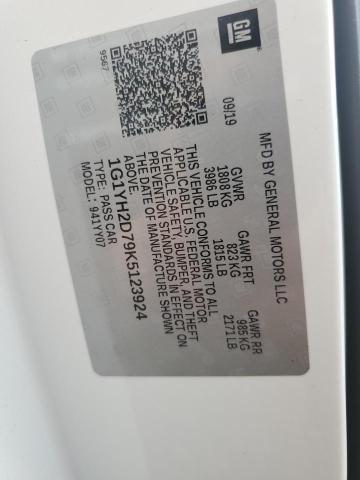 GM
MFD BY GENERAL MOTORS LLC
09/19
GVWR GAWR FRT GAWR RR
1808 KG 823 KG 985 KG
3986 LB 1815 LB 2171 LB
THIS VEHICLE CONFORMS TO ALL
APPLICABLE U.S. FEDERAL MOTOR
VEHICLE SAFETY, BUMPER, AND THEFT
PREVENTION STANDARDS IN EFFECT ON
THE DATE OF MANUFACTURE SHOWN
ABOVE.
1G1YH2D79K5123924
TYPE: PASS CAR
MODEL: 941YY07
9567